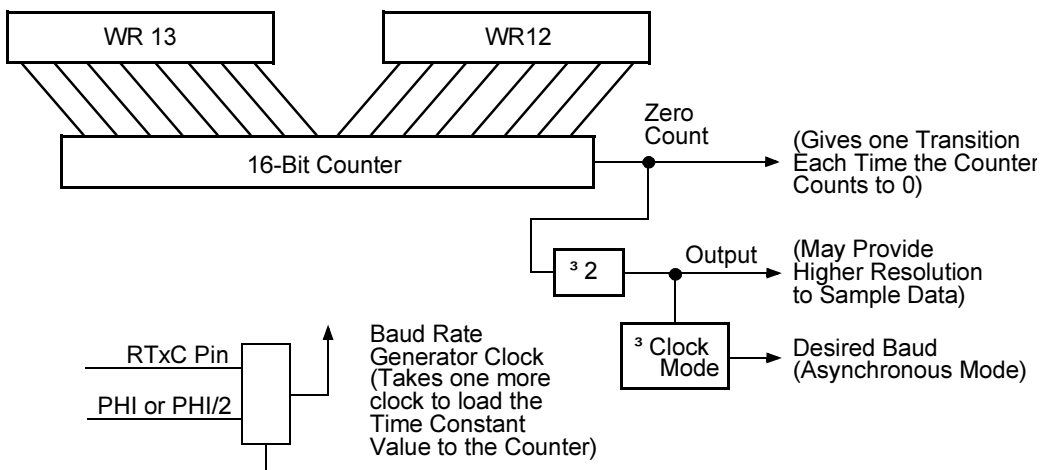 WR 13
WR12
16-Bit Counter
Zero
Count
(Gives one Transition
Each Time the Counter
Counts to 0)
³ 2
Output
(May Provide
Higher Resolution
to Sample Data)
³ Clock
Mode
Desired Baud
(Asynchronous Mode)
RTxC Pin
PHI or PHI/2
Baud Rate
Generator Clock
(Takes one more
clock to load the
Time Constant
Value to the Counter)